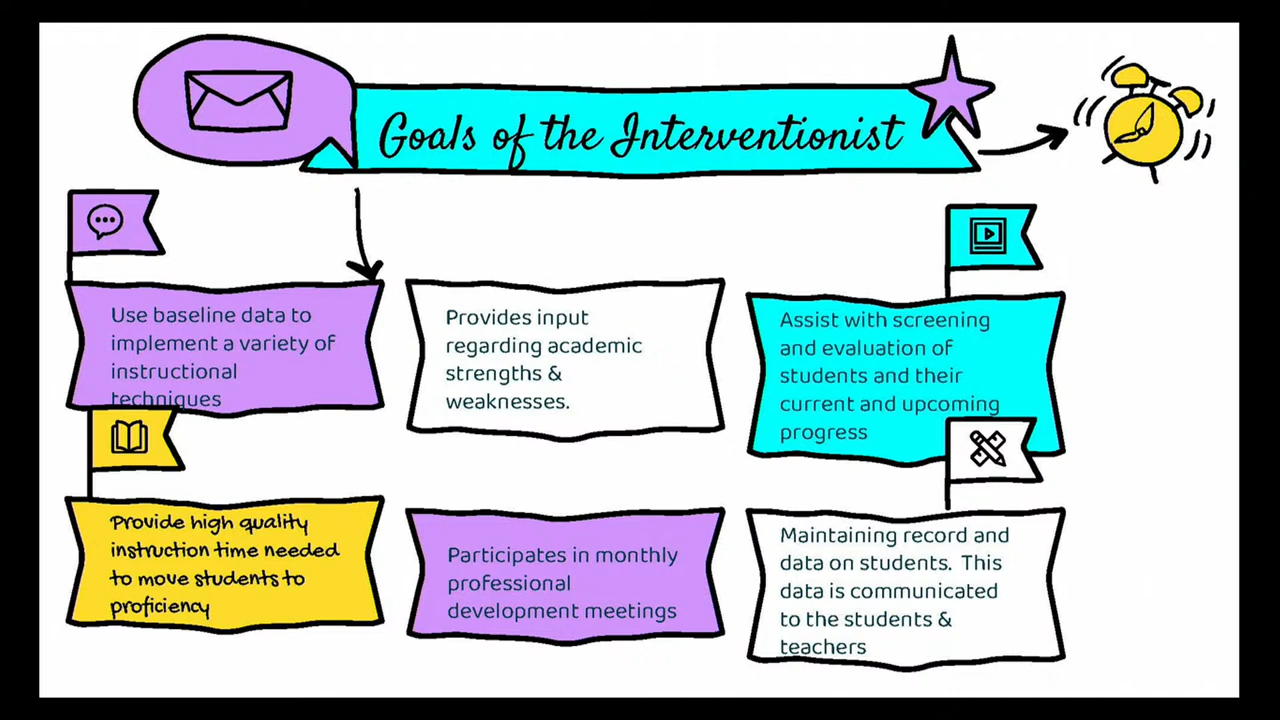 Goals of the Interventionist
Use baseline data to
implement a variety of
instructional
techniques
Provides input
regarding academic
strengths &
weaknesses.
Assist with screening
and evaluation of
students and their
current and upcoming
progress
Provide high quality
instruction time needed
to move students to
proficiency
Participates in monthly
professional
development meetings
Maintaining record and
data on students.  This
data is communicated
to the students &
teachers